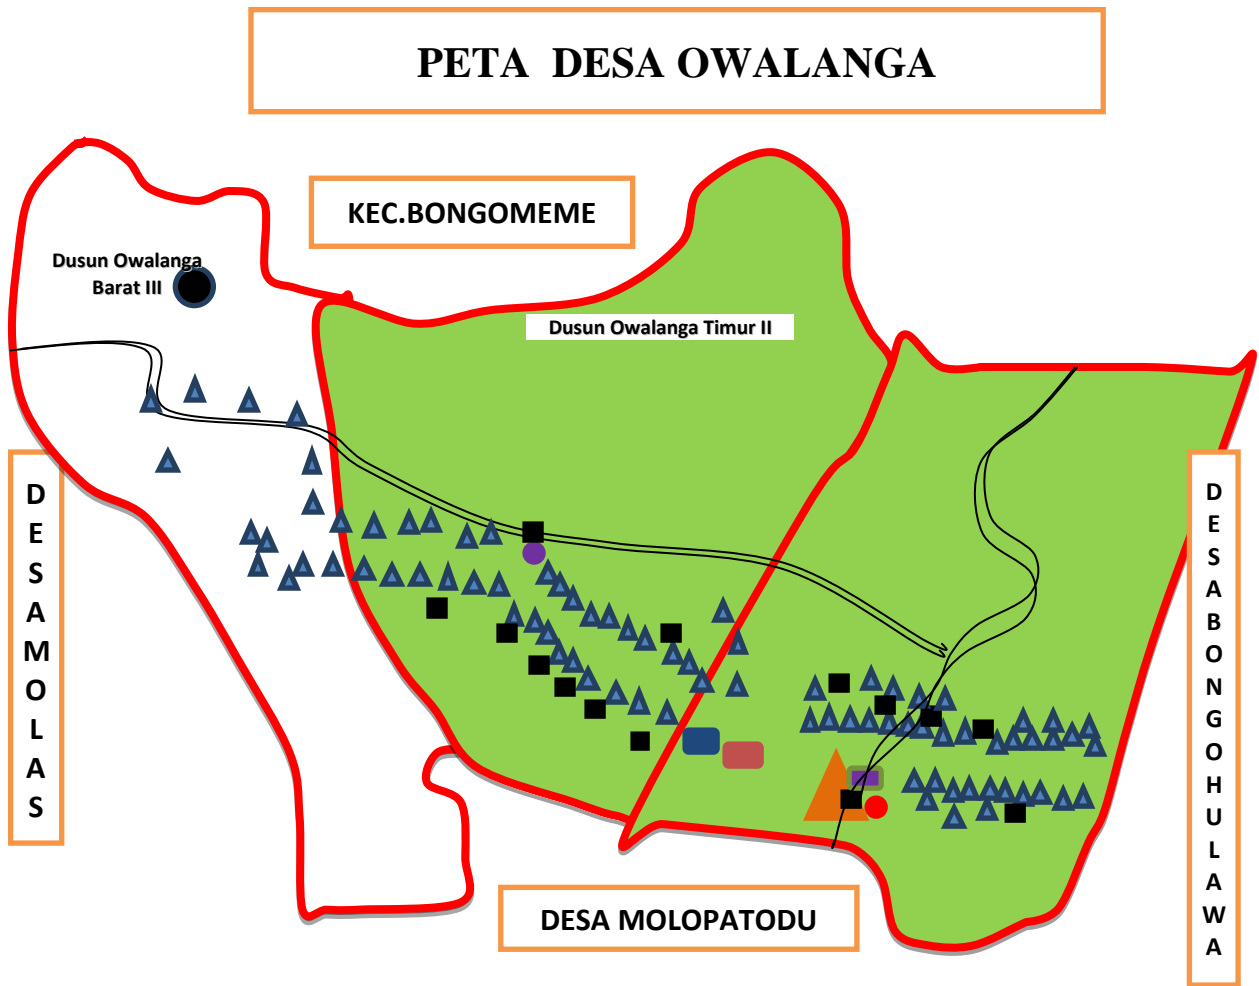 PETA DESA OWALANGA
KEC.BONGOMEME
Dusun Owalanga
Barat III
Dusun Owalanga Timur II
D
E
S
A
M
O
L
A
S
D
E
S
A
B
O
N
G
O
H
U
L
A
W
A
DESA MOLOPATODU